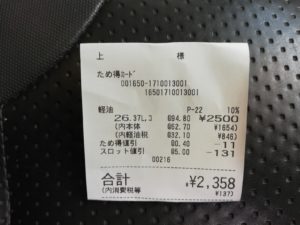 上 様
ため得ｶｰﾄﾞ
001650-1710013001
16501710013001
軽油 P-22 10%
26.37L, @94.80 ¥2500
(内本体 @62.70 ¥1654)
(内軽油税 @32.10 ¥846)
ため得値引 @0.40 -11
スロット値引 @5.00 -131
00216
合計 ¥2,358
(内消費税等 ¥137)